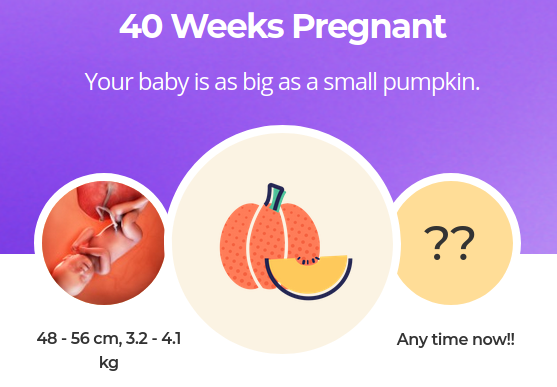 40 Weeks Pregnant
Your baby is as big as a small pumpkin.
??
48 - 56 cm, 3.2 - 4.1
kg
Any time now!!